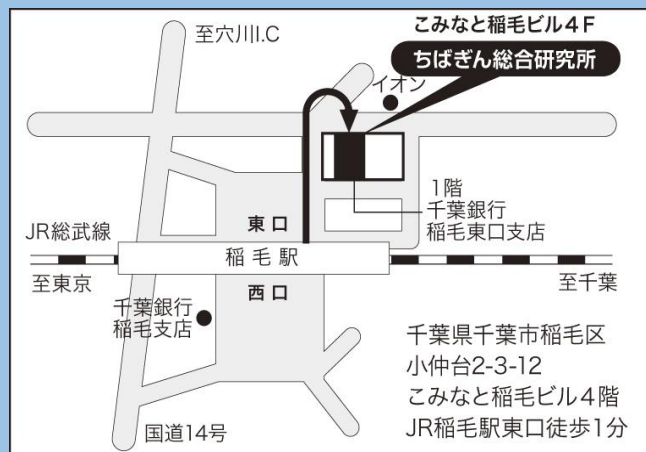 こみなと稲毛ビル4F
ちばぎん総合研究所
至穴川I.C
イオン
1階
千葉銀行
稲毛東口支店
東口
JR総武線
稲毛駅
至東京
至千葉
西口
千葉銀行
稲毛支店
国道14号
千葉県千葉市稲毛区
小仲台2-3-12
こみなと稲毛ビル4階
JR稲毛駅東口徒歩1分